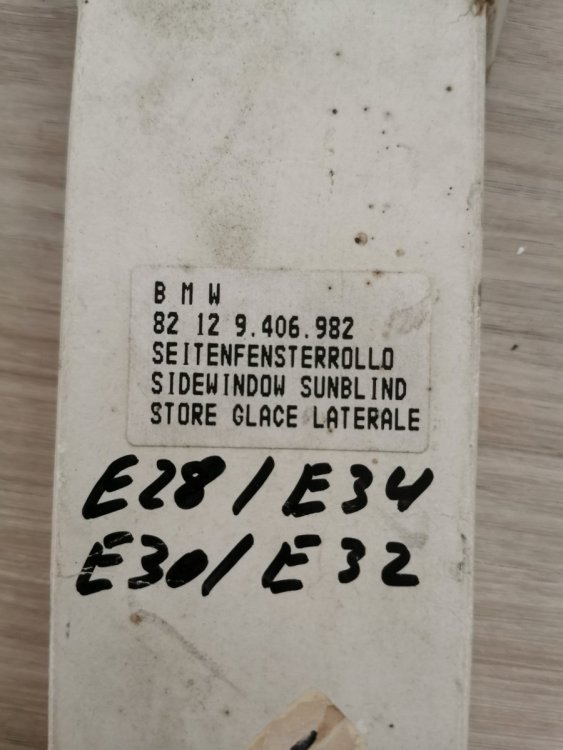 B M W
82 12 9.406.982
SEITENFENSTERROLLO
SIDEWINDOW SUNBLIND
STORE GLACE LATERALE
E28/E34
E30/E32